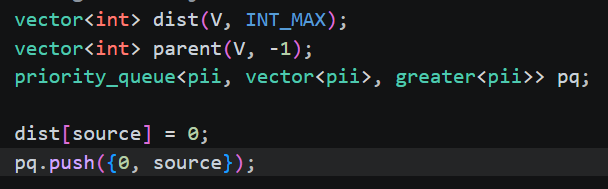 vector<int> dist(V, INT_MAX);
vector<int> parent(V, -1);
priority_queue<pii, vector<pii>, greater<pii>> pq;
dist[source] = 0;
pq.push({0, source});